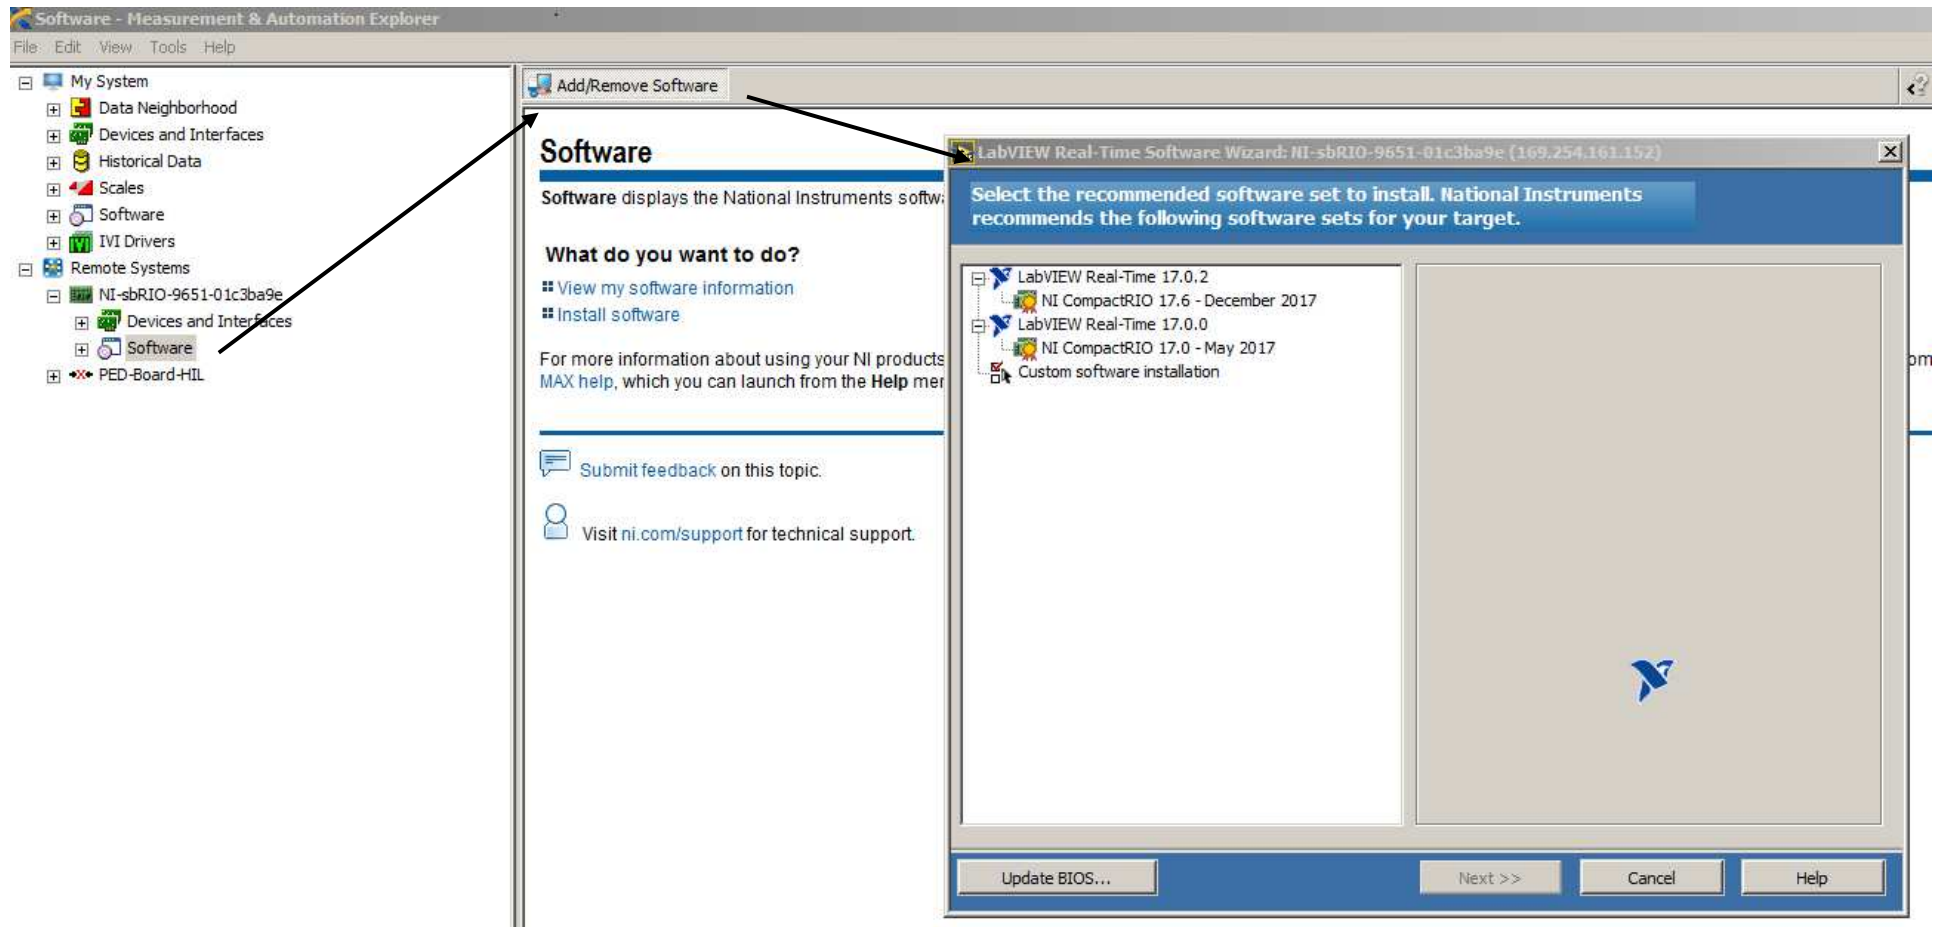 Software - Measurement & Automation Explorer
File Edit View Tools Help
My System
Data Neighborhood
Devices and Interfaces
Historical Data
Scales
Software
IVI Drivers
Remote Systems
NI-sbRIO-9651-01c3ba9e
Devices and Interfaces
Software
PED-Board-HIL
Add/Remove Software
Software
Software displays the National Instruments softw
What do you want to do?
View my software information
Install software
For more information about using your NI products
MAX help, which you can launch from the Help mer
om
Submit feedback on this topic.
Visit ni.com/support for technical support.
LabVIEW Real-Time Software Wizard: NI-sbRIO-9651-01c3ba9e (169.254.161.152)
Select the recommended software set to install. National Instruments
recommends the following software sets for your target.
LabVIEW Real-Time 17.0.2
NI CompactRIO 17.6 - December 2017
LabVIEW Real-Time 17.0.0
NI CompactRIO 17.0 - May 2017
Custom software installation
Update BIOS...
Next >>
Cancel
Help